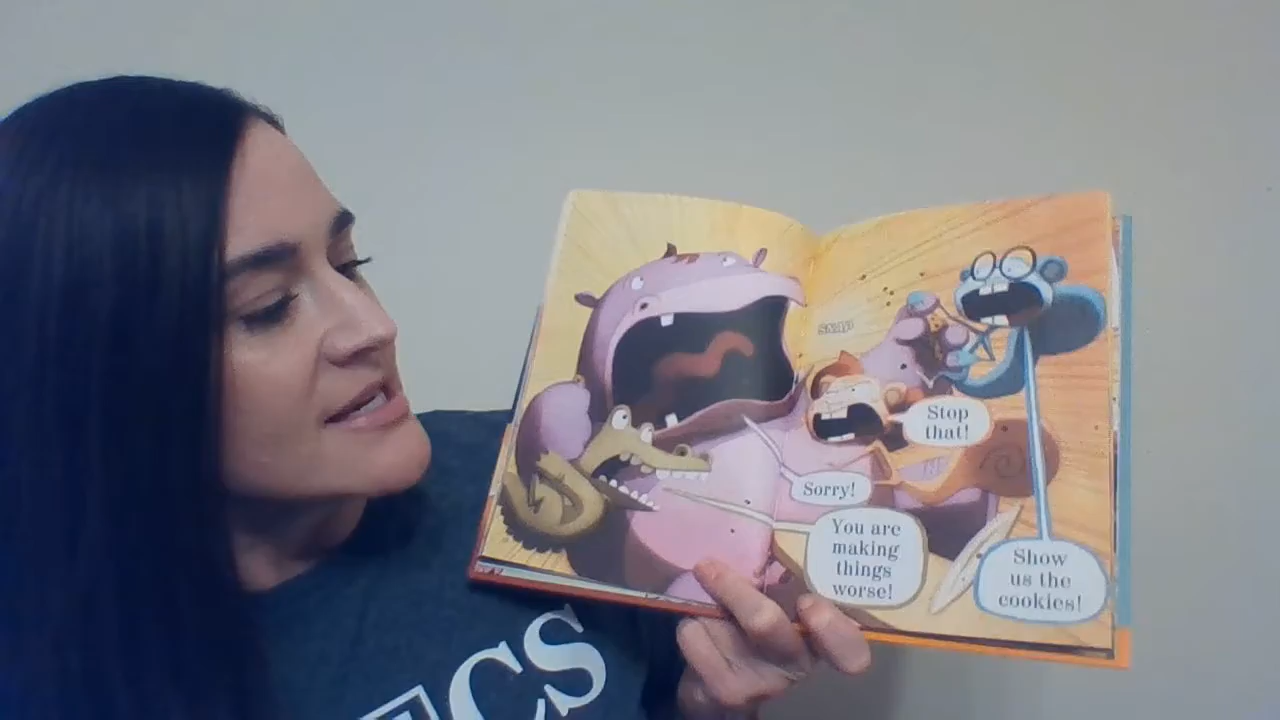 SNAP
Stop
that!
Sorry!
You are
making
things
worse!
Show
us the
cookies!
CS